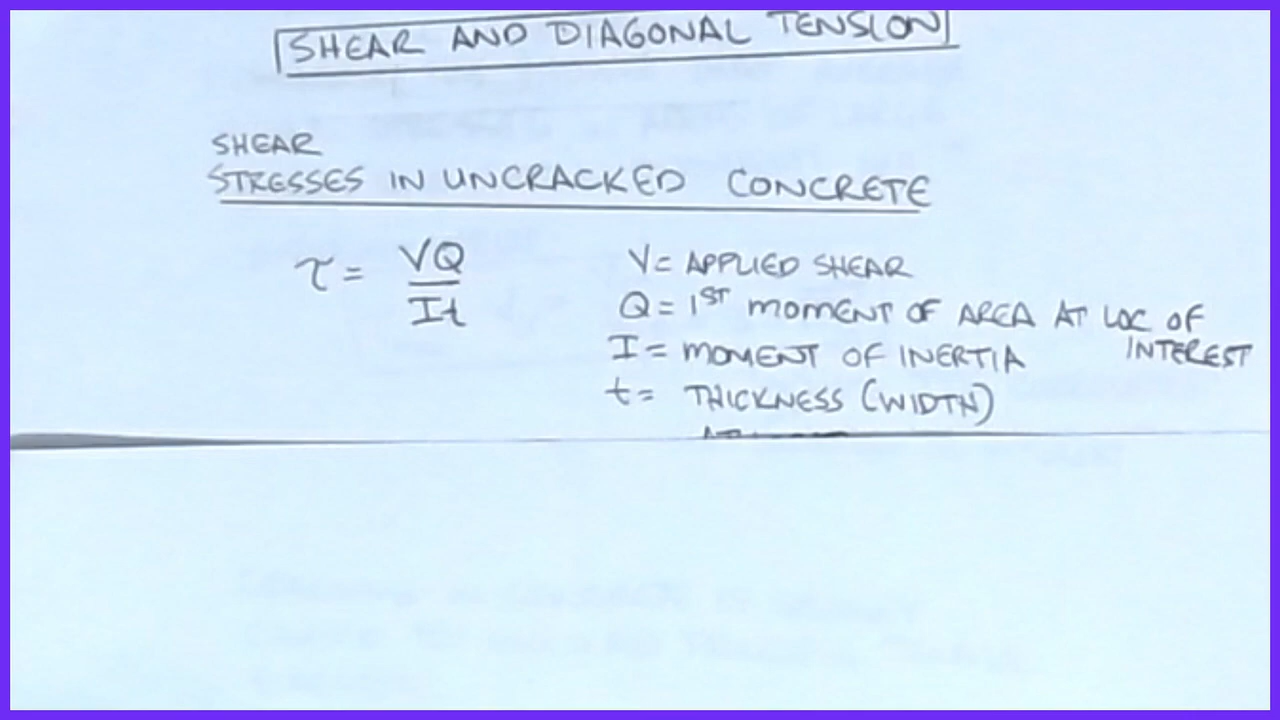 SHEAR AND DIAGONAL TENSION
SHEAR
STRESSES IN UNCRACKED CONCRETE
τ = VQ / It
V = APPLIED SHEAR
Q = 1ST MOMENT OF AREA AT LOC OF
INTEREST
I = MOMENT OF INERTIA
t = THICKNESS (WIDTH)